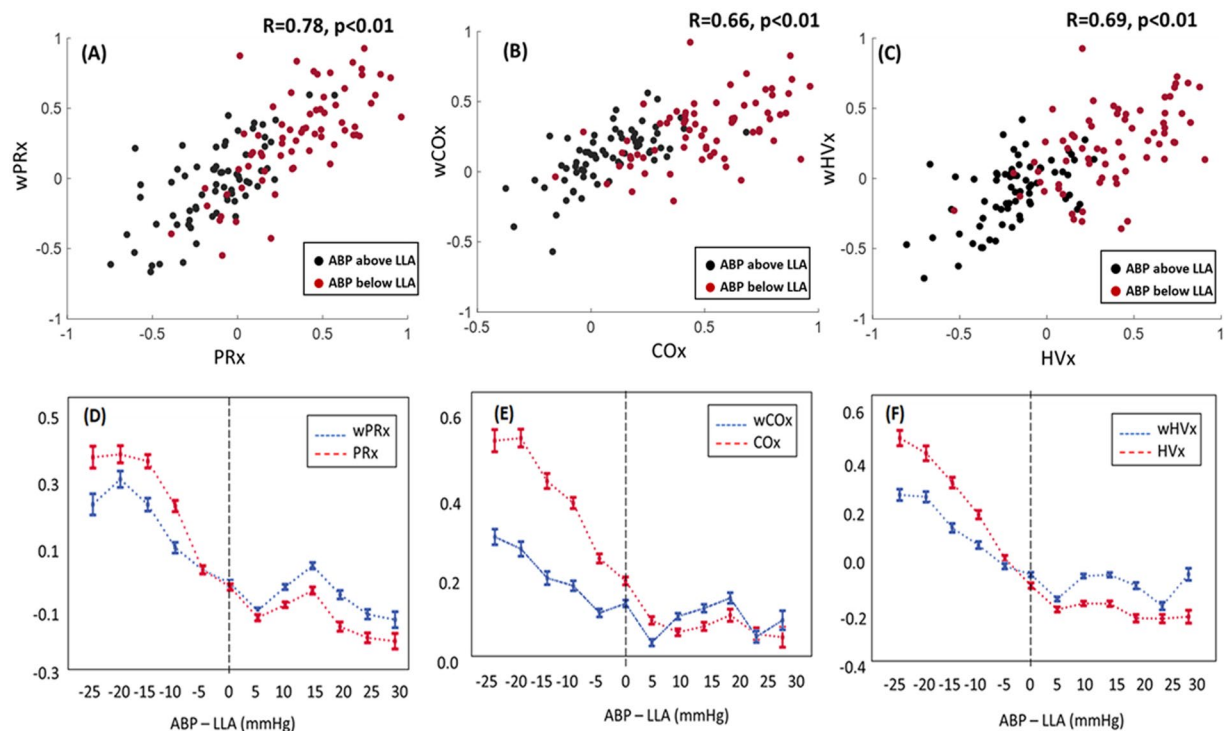 R=0.78, p<0.01
(A)
1
0.5
0
-0.5
-1
wPRx
ABP above LLA
ABP below LLA
-1
-0.5
0
0.5
1
PRx
R=0.66, p<0.01
(B)
1
0.5
0
-0.5
-1
wCOx
ABP above LLA
ABP below LLA
-0.5
0
0.5
1
COx
R=0.69, p<0.01
(C)
1
0.5
0
-0.5
-1
wHVx
ABP above LLA
ABP below LLA
-1
-0.5
0
0.5
1
HVx
(D)
0.5
0.3
0.1
-0.1
-0.3
wPRx
PRx
-25 -20 -15 -10 -5 0 5 10 15 20 25 30
ABP – LLA (mmHg)
(E)
0.6
0.4
0.2
0.0
wCOx
COx
-25 -20 -15 -10 -5 0 5 10 15 20 25 30
ABP – LLA (mmHg)
(F)
0.6
0.4
0.2
0.0
-0.2
-0.4
wHVx
HVx
-25 -20 -15 -10 -5 0 5 10 15 20 25 30
ABP – LLA (mmHg)